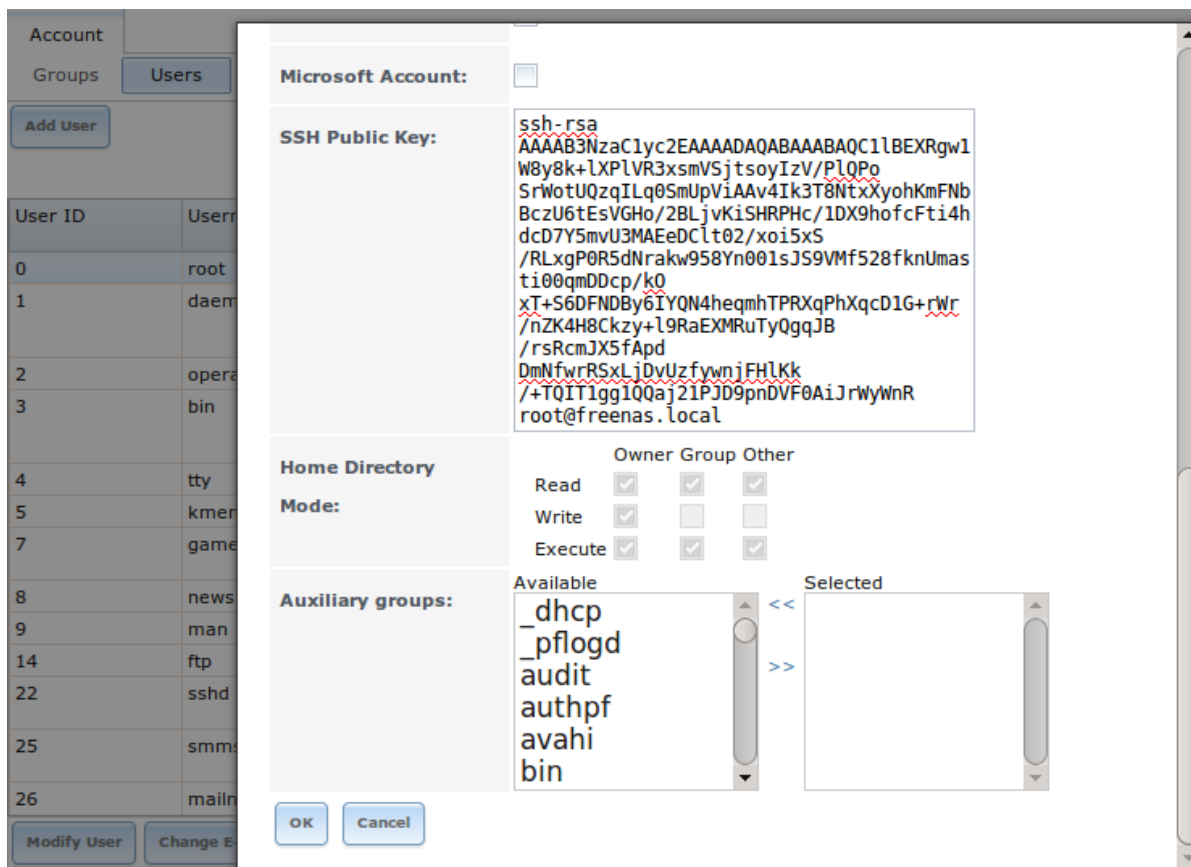 Account
Groups Users
Add User
User ID
0 root
1
2
3 bin
4 tty
5
7
8 news
9 man
14 ftp
22 sshd
25
26
Modify User Change
Microsoft Account:
SSH Public Key:
ssh-rsa
AAAAB3NzaC1yc2EAAAADAQABAAABAQC1lBEXRgw1
W8y8k+lXPlVR3xsmVSjtsoyIzV/PlQPo
SrWotUQzqILq0SmUpViAAv4Ik3T8NtxXyohKmFNb
BczU6tEsVGHo/2BLjvKiSHRPHc/1DX9hofcFti4h
dcD7Y5mvU3MAEeDClt02/xoi5xS
/RLxgP0R5dNrakw958Yn001sJS9VMf528fknUmas
ti00qmDDcp/kO
xT+S6DFNDBy6IYQN4heqmhTPRXqPhXqcD1G+rWr
/nZK4H8Ckzy+l9RaEXMRuTyQgqJB
/rsRcmJX5fApd
DmNfwrRSxLjDvUzfywnjFHlKk
/+TQIT1gg1QQaj21PJD9pnDVF0AiJrWyWnR
root@freenas.local
Home Directory
Mode:
Owner Group Other
Read
Write
Execute
Auxiliary groups:
Available
_dhcp
_pflogd
audit
authpf
avahi
bin
<<
>>
Selected
OK Cancel